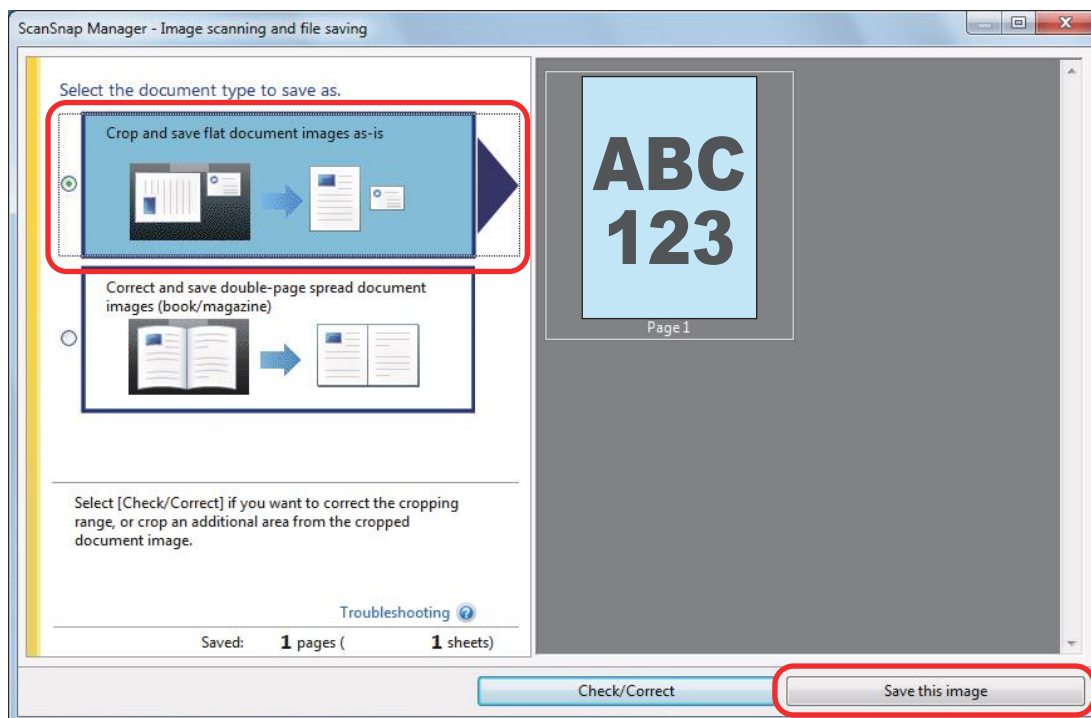 ScanSnap Manager - Image scanning and file saving
Select the document type to save as.
Crop and save flat document images as-is
Correct and save double-page spread document
images (book/magazine)
Select [Check/Correct] if you want to correct the cropping
range, or crop an additional area from the cropped
document image.
Troubleshooting
Saved: 1 pages ( 1 sheets)
ABC
123
Page 1
Check/Correct
Save this image